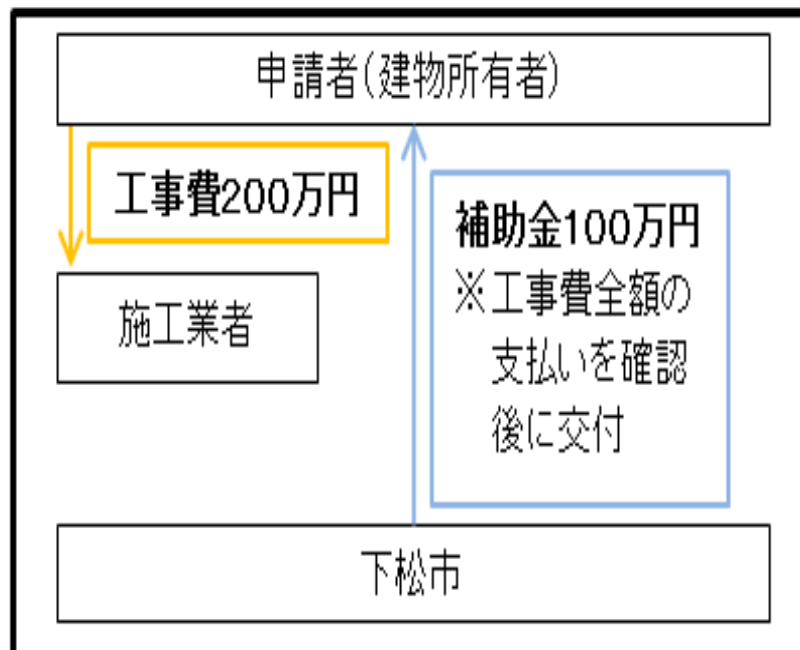 申請者(建物所有者)
工事費200万円
補助金100万円
※工事費全額の
支払いを確認
後に交付
施工業者
下松市